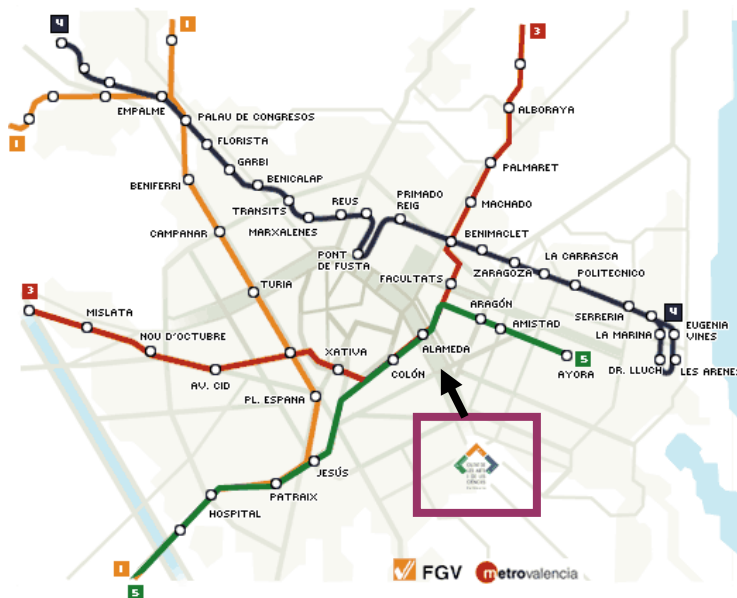 4
1
3
EMPALME
PALAU DE CONGRESOS
ALBORAYA
FLORISTA
1
GARBI
PALMARET
BENIFERRI
BENICALAP
PRIMADO
REIG
REUS
MACHADO
TRANSITS
MARXALENES
CAMPANAR
BENIMACLET
PONT
DE FUSTA
LA CARRASCA
ZARAGOZA
POLITECNICO
FACULTATS
TURIA
3
MISLATA
ARAGÓN
SERRERIA
4
EUGENIA
VINES
AMISTAD
LA MARINA
NOU D'OCTUBRE
XATIVA
ALAMEDA
5
AYORA
COLÓN
DR. LLUCH
LES ARENES
AV. CID
PL. ESPANA
JESÚS
PATRAIX
HOSPITAL
1
5
FGV
metrovalencia